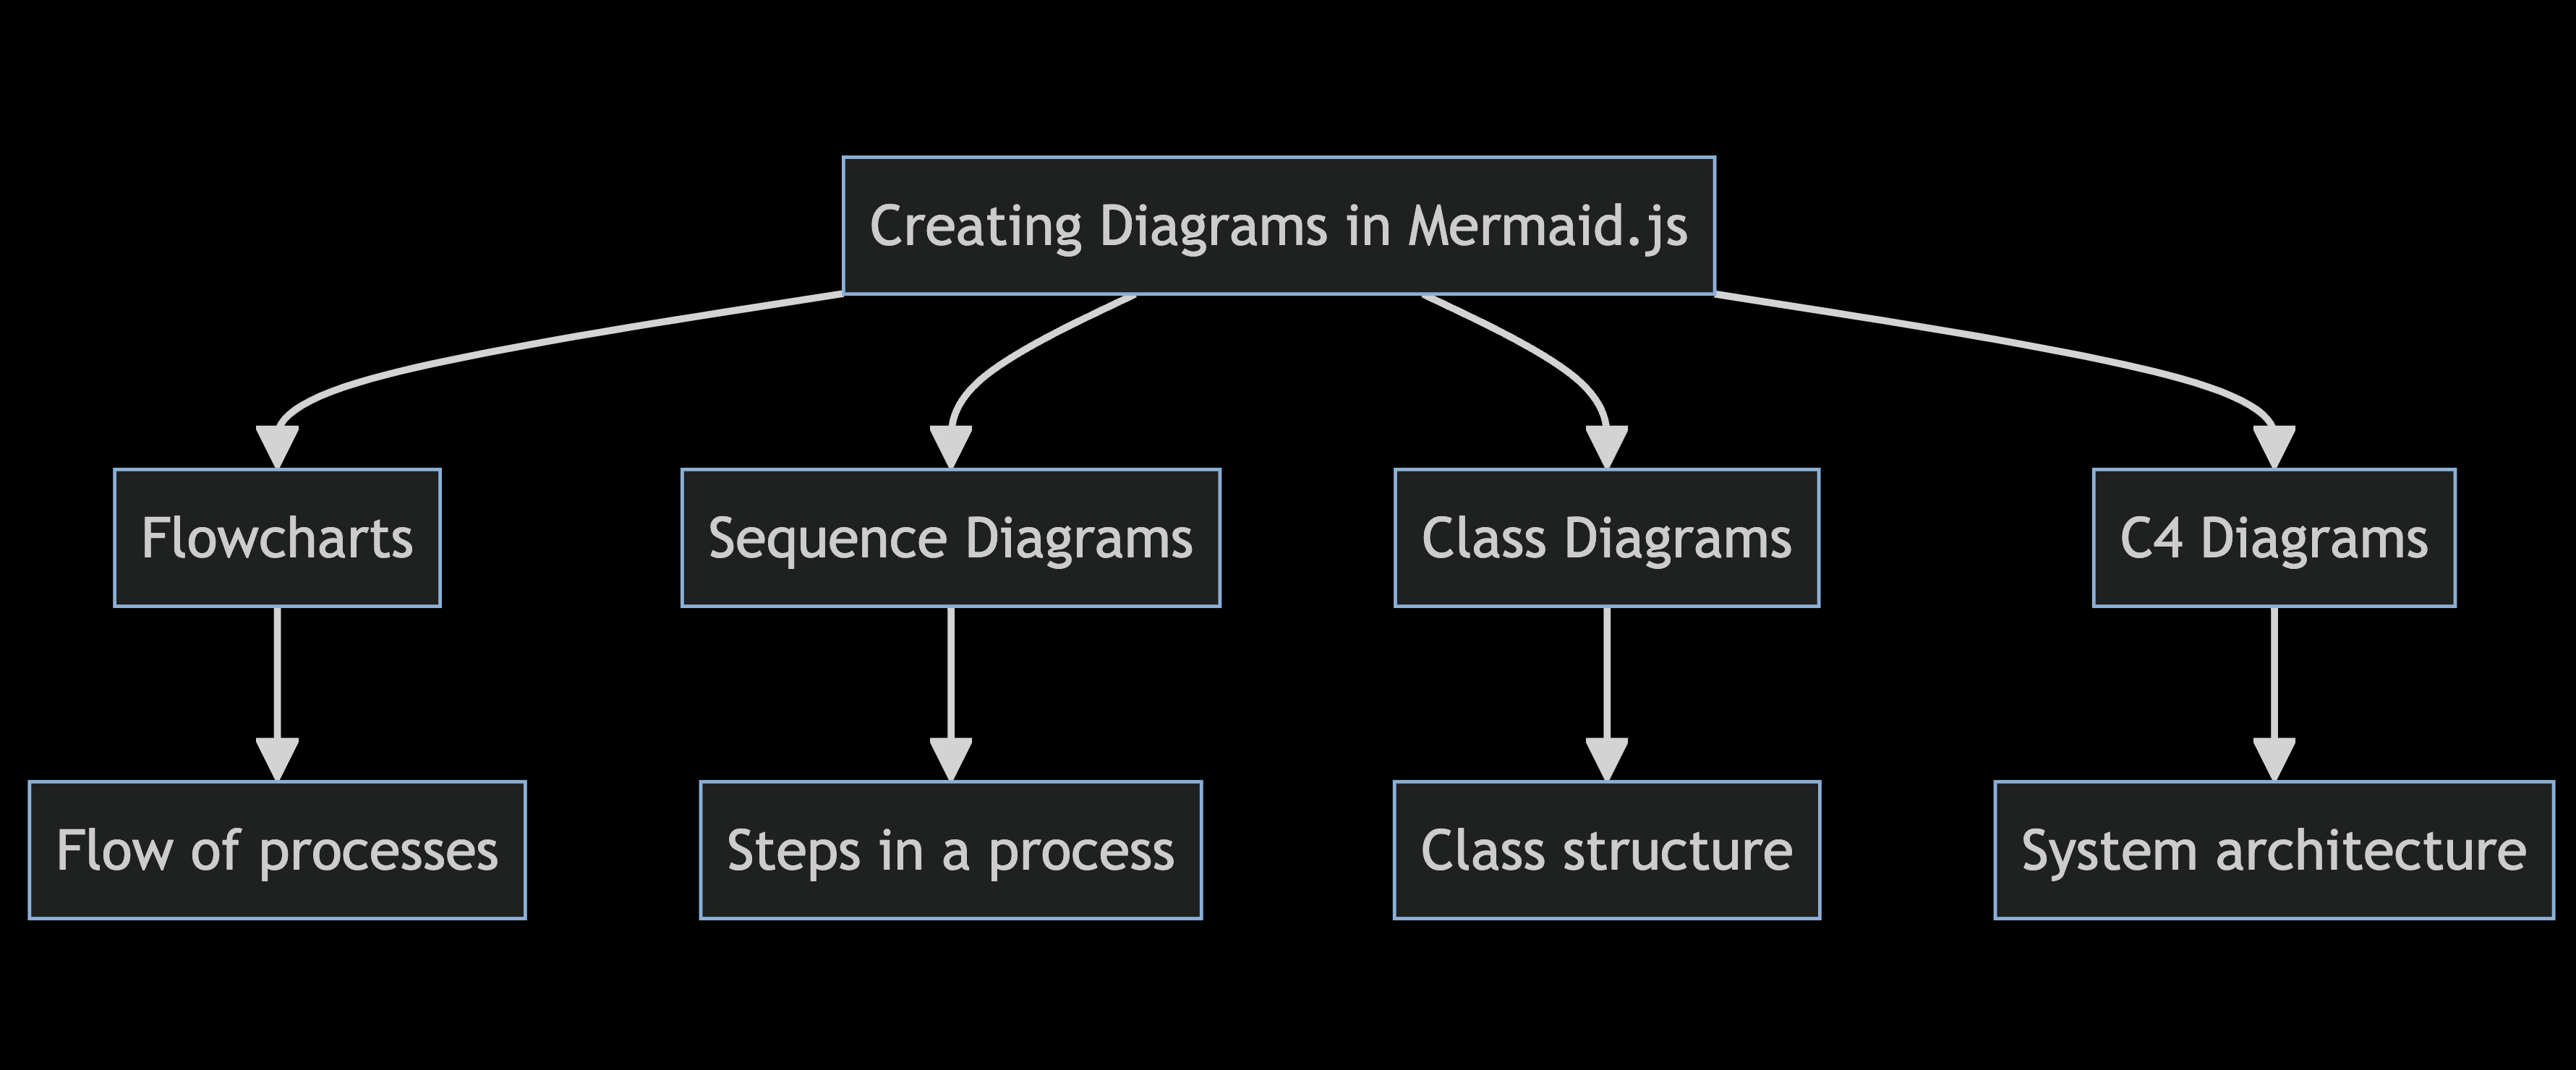 Creating Diagrams in Mermaid.js
Flowcharts
Sequence Diagrams
Class Diagrams
C4 Diagrams
Flow of processes
Steps in a process
Class structure
System architecture